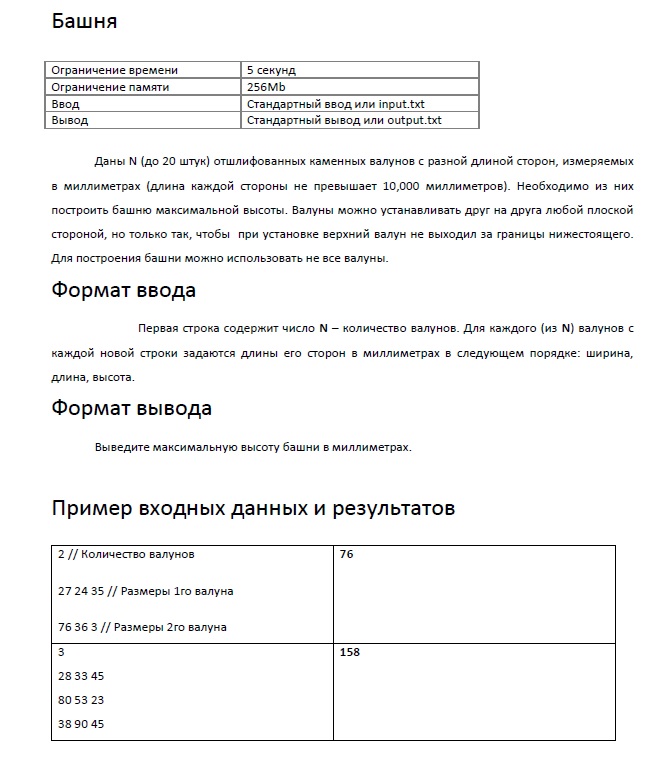 Башня
Ограничение времени 5 секунд
Ограничение памяти 256Mb
Ввод Стандартный ввод или input.txt
Вывод Стандартный вывод или output.txt
Даны N (до 20 штук) отшлифованных каменных валунов с разной длиной сторон, измеряемых
в миллиметрах (длина каждой стороны не превышает 10,000 миллиметров). Необходимо из них
построить башню максимальной высоты. Валуны можно устанавливать друг на друга любой плоской
стороной, но только так, чтобы при установке верхний валун не выходил за границы нижестоящего.
Для построения башни можно использовать не все валуны.
Формат ввода
Первая строка содержит число N – количество валунов. Для каждого (из N) валунов с
каждой новой строки задаются длины его сторон в миллиметрах в следующем порядке: ширина,
длина, высота.
Формат вывода
Выведите максимальную высоту башни в миллиметрах.
Пример входных данных и результатов
2 // Количество валунов 76
27 24 35 // Размеры 1го валуна
76 36 3 // Размеры 2го валуна
3 158
28 33 45
80 53 23
38 90 45